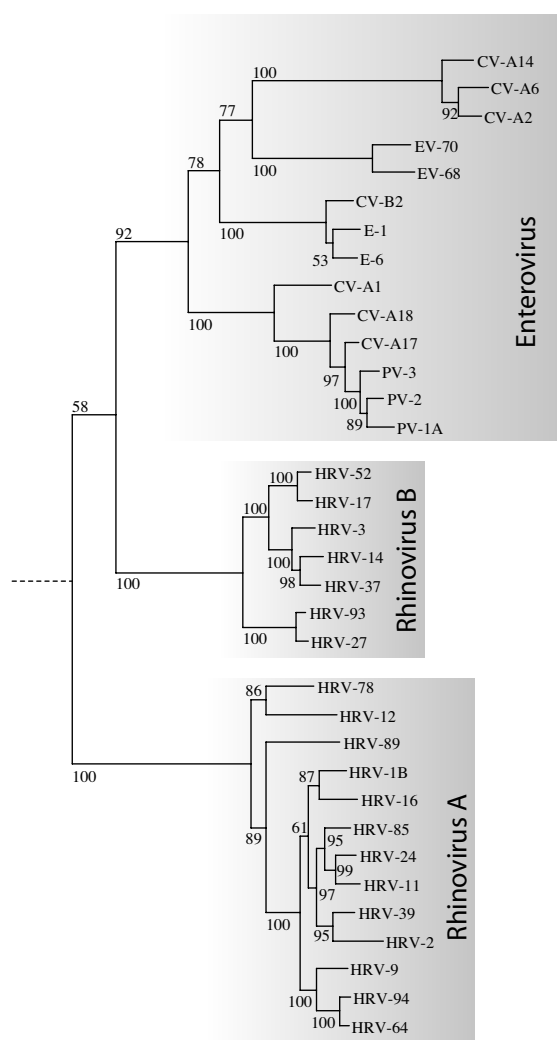 100
CV-A14
CV-A6
92
CV-A2
77
EV-70
100
EV-68
78
CV-B2
100
E-1
53
E-6
92
CV-A1
100
CV-A18
100
CV-A17
97
PV-3
100
PV-2
89
PV-1A
Enterovirus
58
HRV-52
100
HRV-17
100
HRV-3
100
HRV-14
98
HRV-37
100
HRV-93
100
HRV-27
Rhinovirus B
86
HRV-78
HRV-12
100
HRV-89
89
87
HRV-1B
HRV-16
61
HRV-85
95
HRV-24
99
HRV-11
97
HRV-39
95
HRV-2
100
HRV-9
100
HRV-94
100
HRV-64
Rhinovirus A